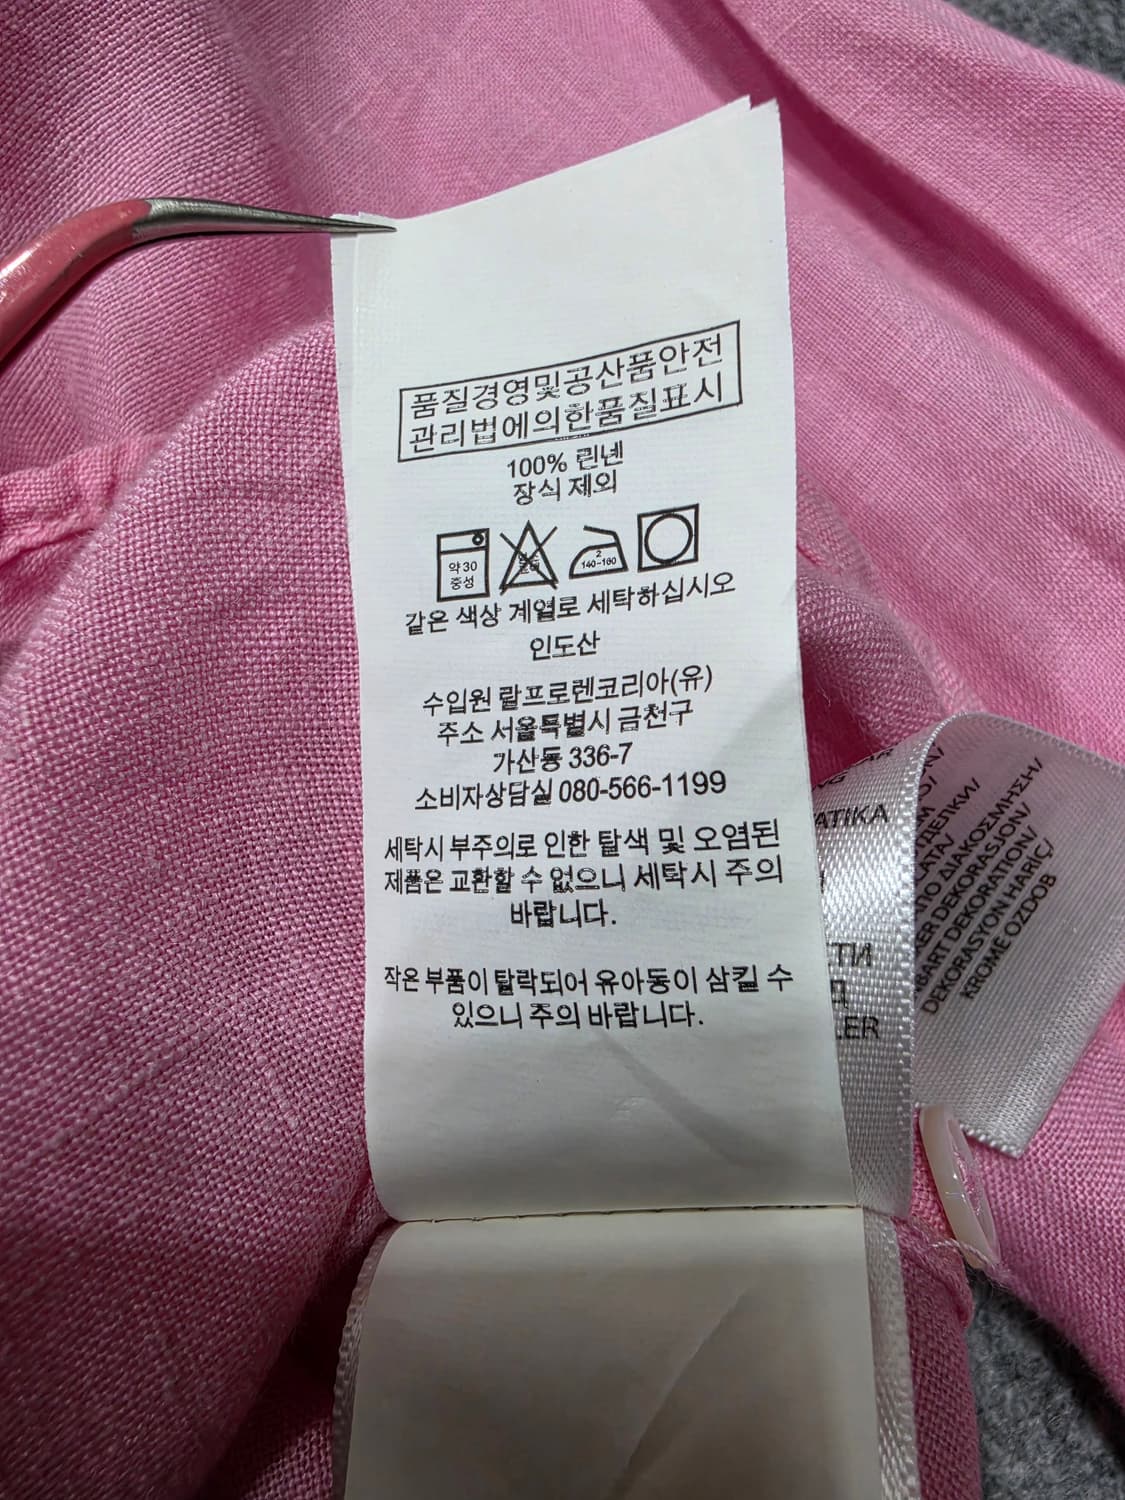 품질경영및공산품안전
관리법에의한품질표시
100% 린넨
장식 제외
약 30
중성
2
140~160
같은 색상 계열로 세탁하십시오
인도산
수입원 랄프로렌코리아(유)
주소 서울특별시 금천구
가산동 336-7
소비자상담실 080-566-1199
세탁시 부주의로 인한 탈색 및 오염된
제품은 교환할 수 없으니 세탁시 주의
바랍니다.
작은 부품이 탈락되어 유아동이 삼킬 수
있으니 주의 바랍니다.
ATIKA
ТИ
LER
ΤΟ ΔΙΑΚΟΣΜΗΣΗ/
DEKORASJON/
DEKORATION/
DEKORASYON HARİÇ/
KROME OZDOB